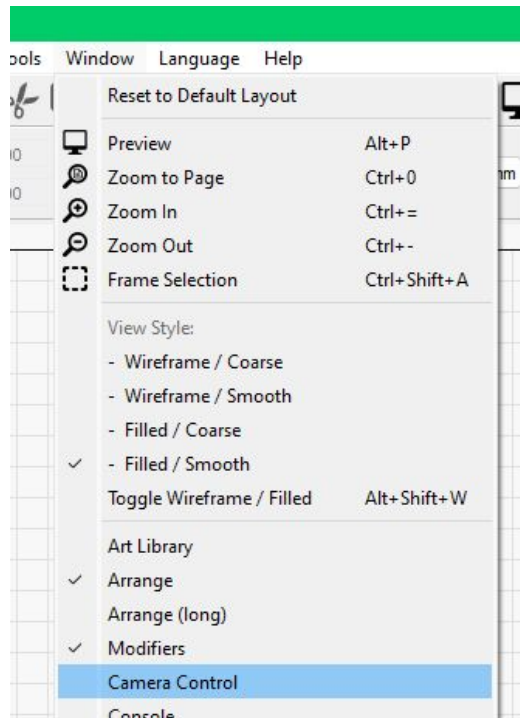 ools Window Language Help
Reset to Default Layout
Preview Alt+P
Zoom to Page Ctrl+0
Zoom In Ctrl+=
Zoom Out Ctrl+-
Frame Selection Ctrl+Shift+A
View Style:
- Wireframe / Coarse
- Wireframe / Smooth
- Filled / Coarse
- Filled / Smooth
Toggle Wireframe / Filled Alt+Shift+W
Art Library
Arrange
Arrange (long)
Modifiers
Camera Control
Console